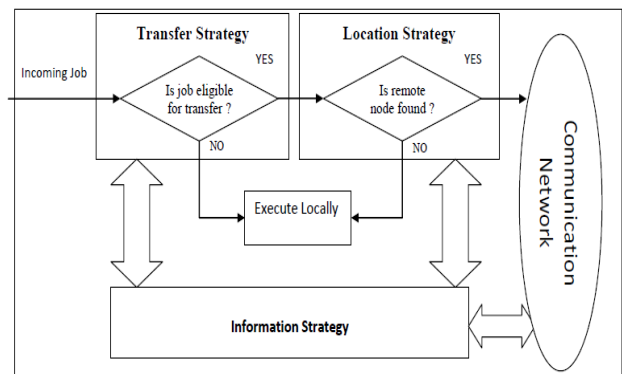 Transfer Strategy
Location Strategy
Incoming Job
YES
YES
Is job eligible
for transfer ?
Is remote
node found ?
NO
NO
Execute Locally
Communication
Network
Information Strategy